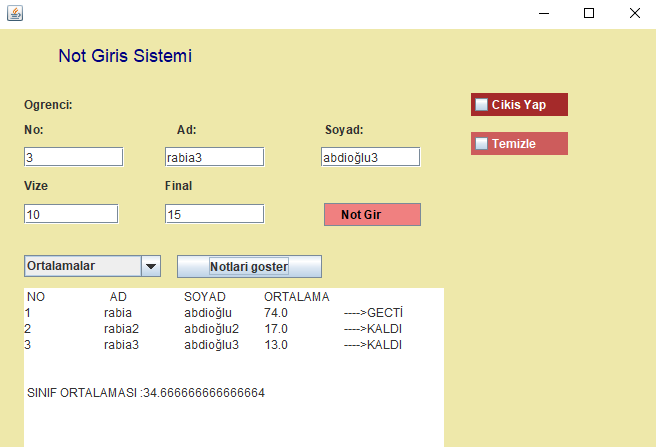 Not Giris Sistemi
Ogrenci:
Cikis Yap
No: Ad: Soyad:
Temizle
3 rabia3 abdioğlu3
Vize Final
10 15 Not Gir
Ortalamalar Notlari goster
NO AD SOYAD ORTALAMA
1 rabia abdioğlu 74.0 ---->GECTİ
2 rabia2 abdioğlu2 17.0 ---->KALDI
3 rabia3 abdioğlu3 13.0 ---->KALDI
SINIF ORTALAMASI :34.666666666666664